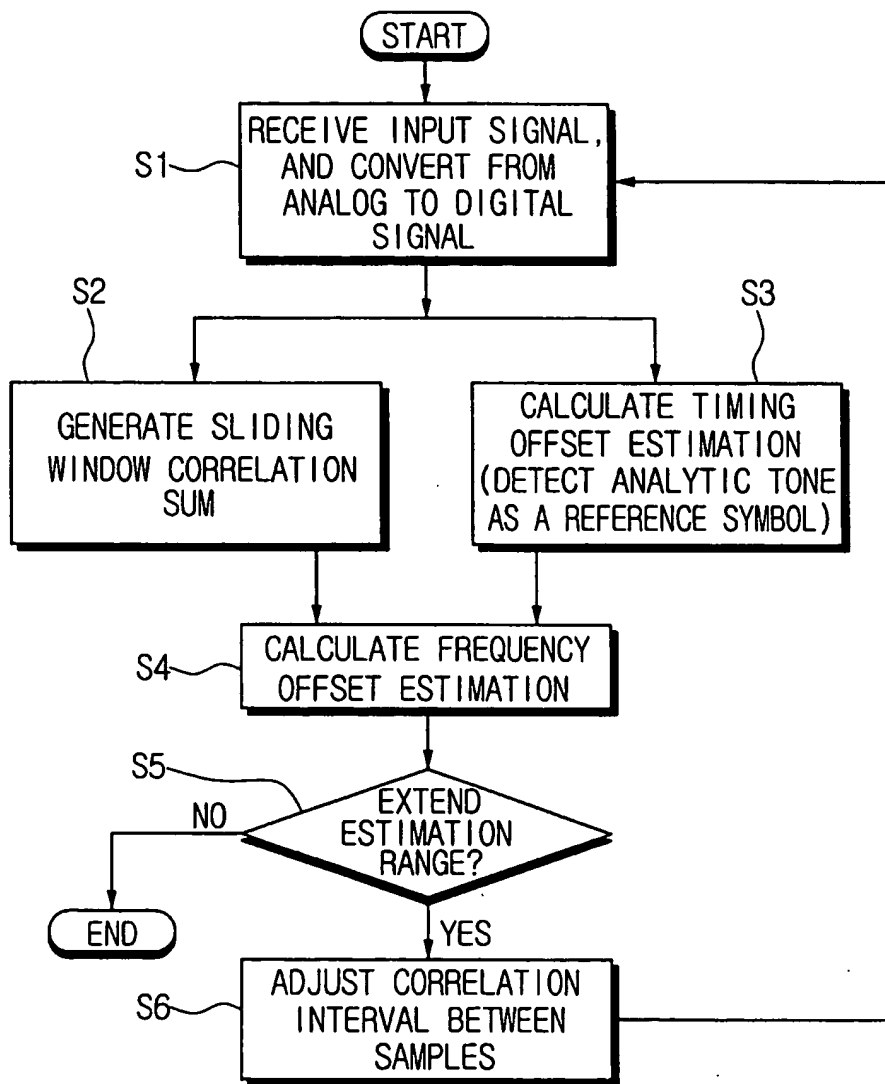 START
S1
RECEIVE INPUT SIGNAL,
AND CONVERT FROM
ANALOG TO DIGITAL
SIGNAL
S2
S3
GENERATE SLIDING
WINDOW CORRELATION
SUM
CALCULATE TIMING
OFFSET ESTIMATION
(DETECT ANALYTIC TONE
AS A REFERENCE SYMBOL)
S4
CALCULATE FREQUENCY
OFFSET ESTIMATION
S5
NO
EXTEND
ESTIMATION
RANGE?
END
YES
S6
ADJUST CORRELATION
INTERVAL BETWEEN
SAMPLES